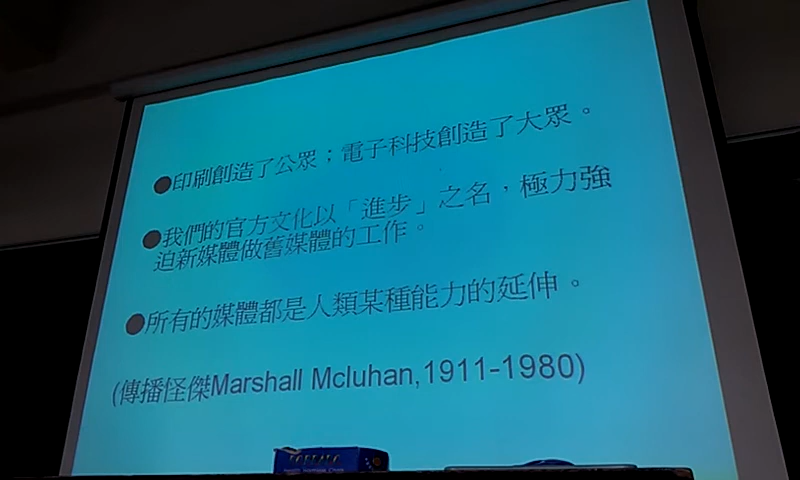 ●印刷創造了公眾；電子科技創造了大眾。
●我們的官方文化以「進步」之名，極力強
迫新媒體做舊媒體的工作。
●所有的媒體都是人類某種能力的延伸。
(傳播怪傑Marshall Mcluhan,1911-1980)